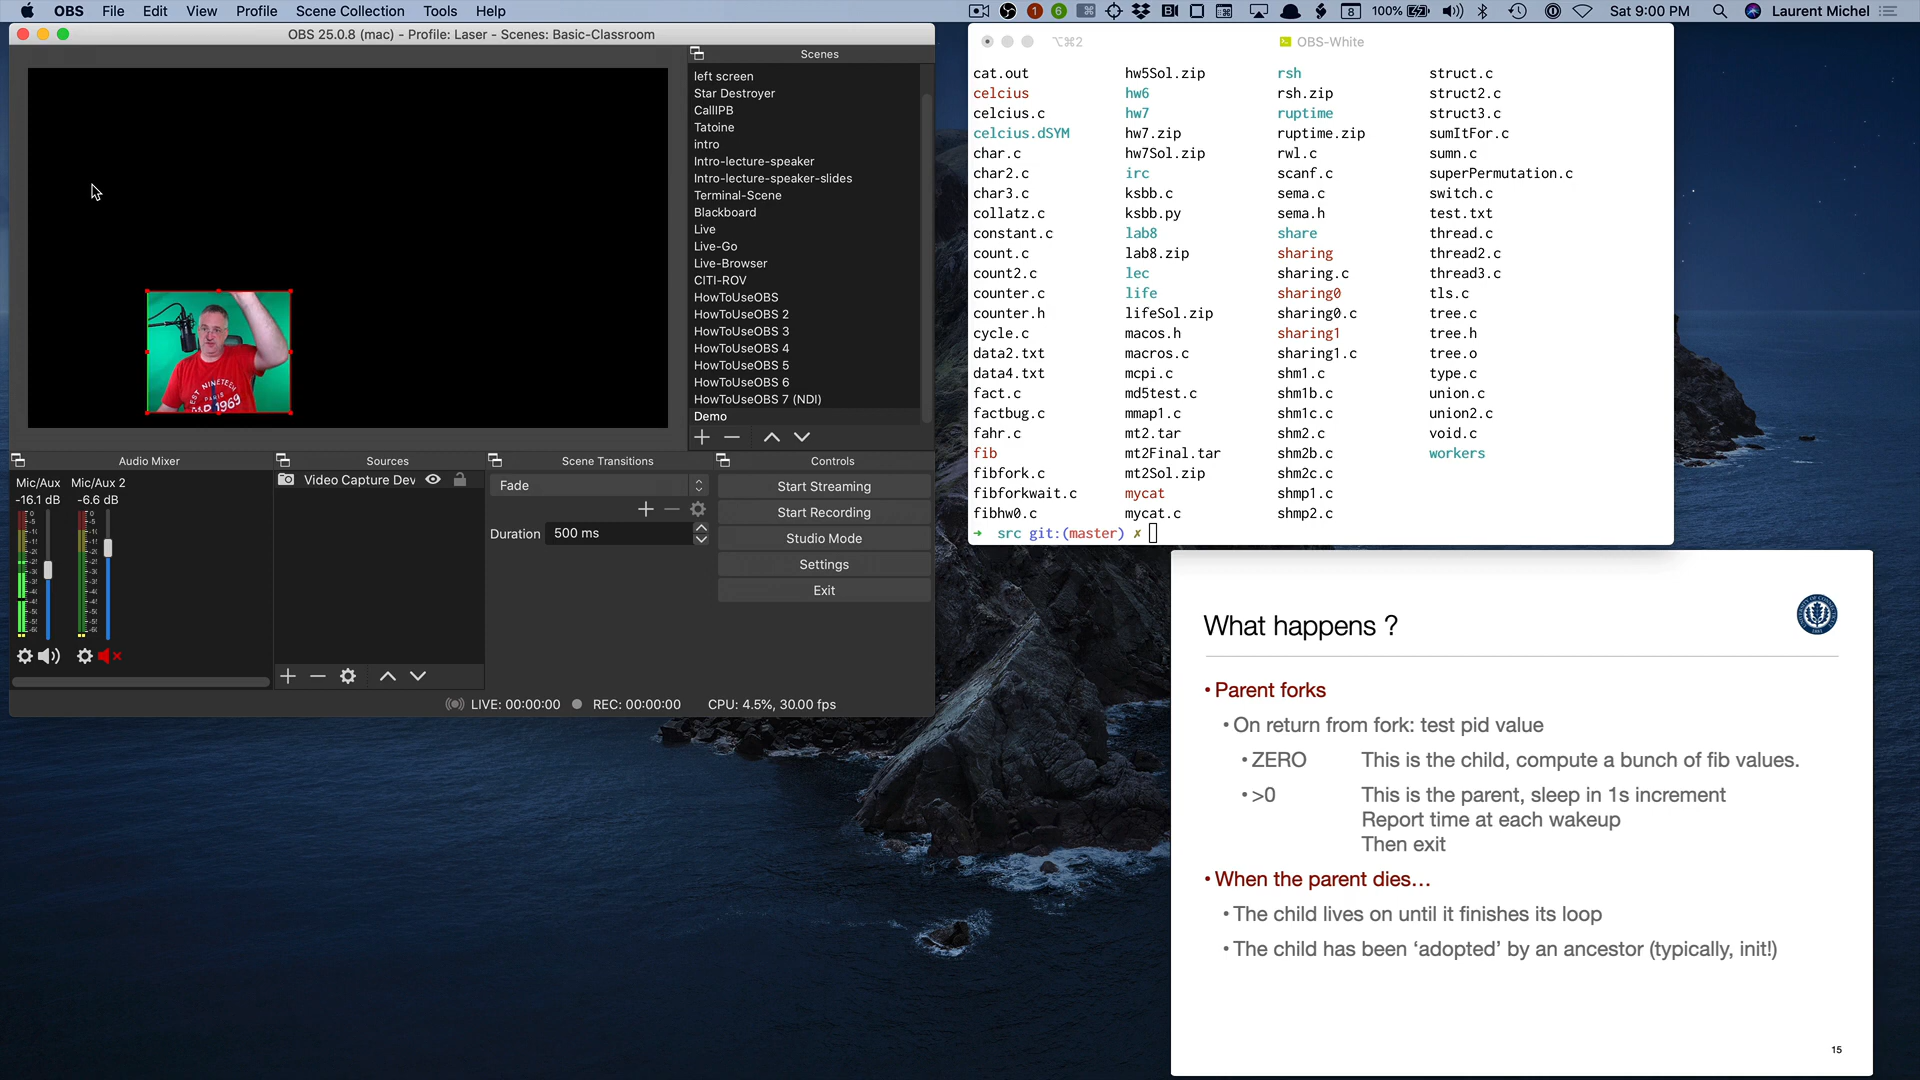 OBS File Edit View Profile Scene Collection Tools Help
1 6 8 100% Sat 9:00 PM Laurent Michel
OBS 25.0.8 (mac) - Profile: Laser - Scenes: Basic-Classroom
Scenes
left screen
Star Destroyer
CallIPB
Tatoine
intro
Intro-lecture-speaker
Intro-lecture-speaker-slides
Terminal-Scene
Blackboard
Live
Live-Go
Live-Browser
CITI-ROV
HowToUseOBS
HowToUseOBS 2
HowToUseOBS 3
HowToUseOBS 4
HowToUseOBS 5
HowToUseOBS 6
HowToUseOBS 7 (NDI)
Demo
1969
Audio Mixer
Mic/Aux Mic/Aux 2
-16.1 dB -6.6 dB
Sources
Video Capture Dev
Scene Transitions
Fade
Duration 500 ms
Controls
Start Streaming
Start Recording
Studio Mode
Settings
Exit
LIVE: 00:00:00 REC: 00:00:00 CPU: 4.5%, 30.00 fps
⌥⌘2 OBS-White
cat.out hw5Sol.zip rsh struct.c
celcius hw6 rsh.zip struct2.c
celcius.c hw7 ruptime struct3.c
celcius.dSYM hw7.zip ruptime.zip sumItFor.c
char.c hw7Sol.zip rwl.c sumn.c
char2.c irc scanf.c superPermutation.c
char3.c ksbb.c sema.c switch.c
collatz.c ksbb.py sema.h test.txt
constant.c lab8 share thread.c
count.c lab8.zip sharing thread2.c
count2.c lec sharing.c thread3.c
counter.c life sharing0 tls.c
counter.h lifeSol.zip sharing0.c tree.c
cycle.c macos.h sharing1 tree.h
data2.txt macros.c sharing1.c tree.o
data4.txt mcpi.c shm1.c type.c
fact.c md5test.c shm1b.c union.c
factbug.c mmap1.c shm1c.c union2.c
fahr.c mt2.tar shm2.c void.c
fib mt2Final.tar shm2b.c workers
fibfork.c mt2Sol.zip shm2c.c
fibforkwait.c mycat shmp1.c
fibhw0.c mycat.c shmp2.c
➜ src git:(master) ✗
What happens ?
• Parent forks
• On return from fork: test pid value
• ZERO This is the child, compute a bunch of fib values.
• >0 This is the parent, sleep in 1s increment
Report time at each wakeup
Then exit
• When the parent dies…
• The child lives on until it finishes its loop
• The child has been ‘adopted’ by an ancestor (typically, init!)
15